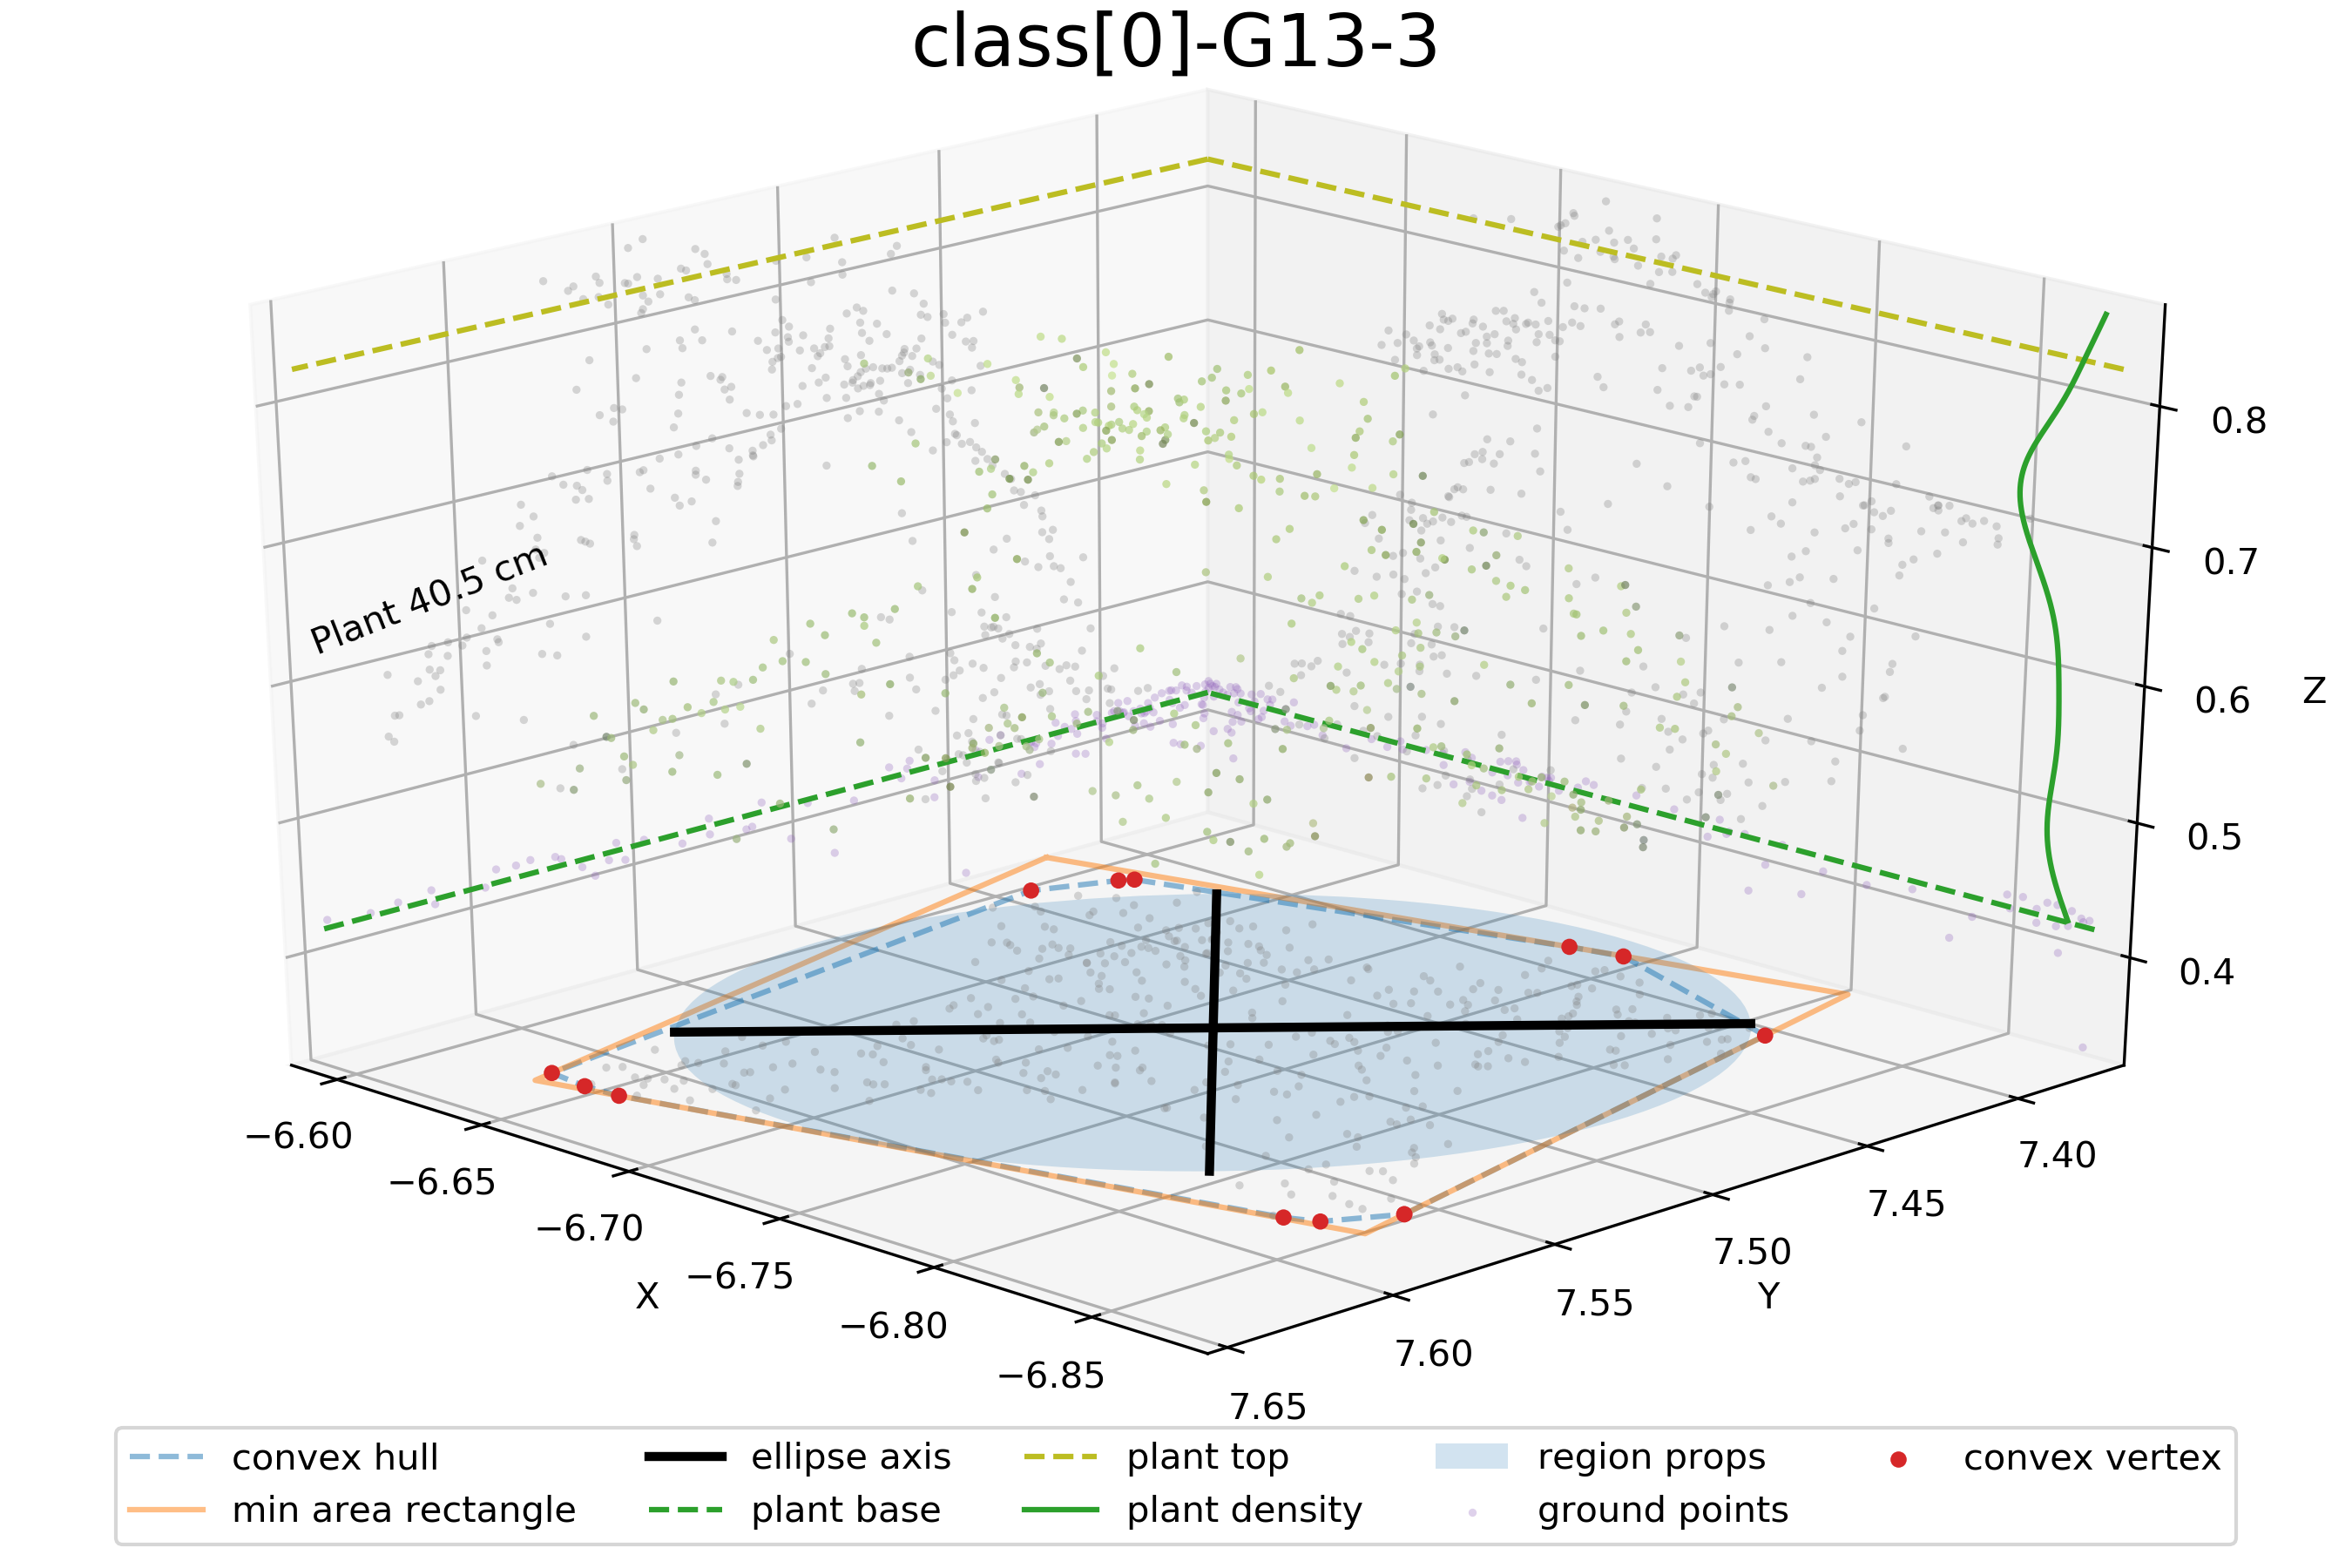 class[0]-G13-3
Plant 40.5 cm
0.8
0.7
0.6
0.5
0.4
Z
−6.60
−6.65
−6.70
−6.75
−6.80
−6.85
X
7.40
7.45
7.50
7.55
7.60
7.65
Y
convex hull
min area rectangle
ellipse axis
plant base
plant top
plant density
region props
ground points
convex vertex